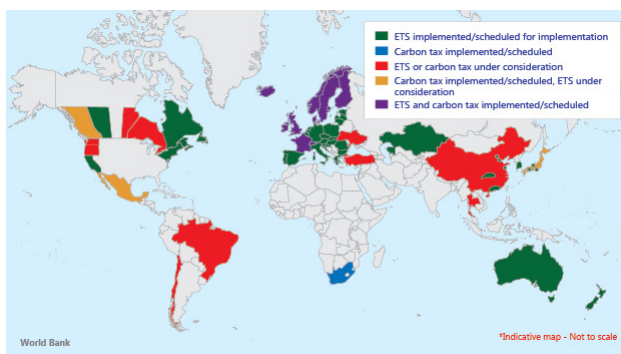 ETS implemented/scheduled for implementation
Carbon tax implemented/scheduled
ETS or carbon tax under consideration
Carbon tax implemented/scheduled, ETS under
consideration
ETS and carbon tax implemented/scheduled
World Bank
*Indicative map - Not to scale